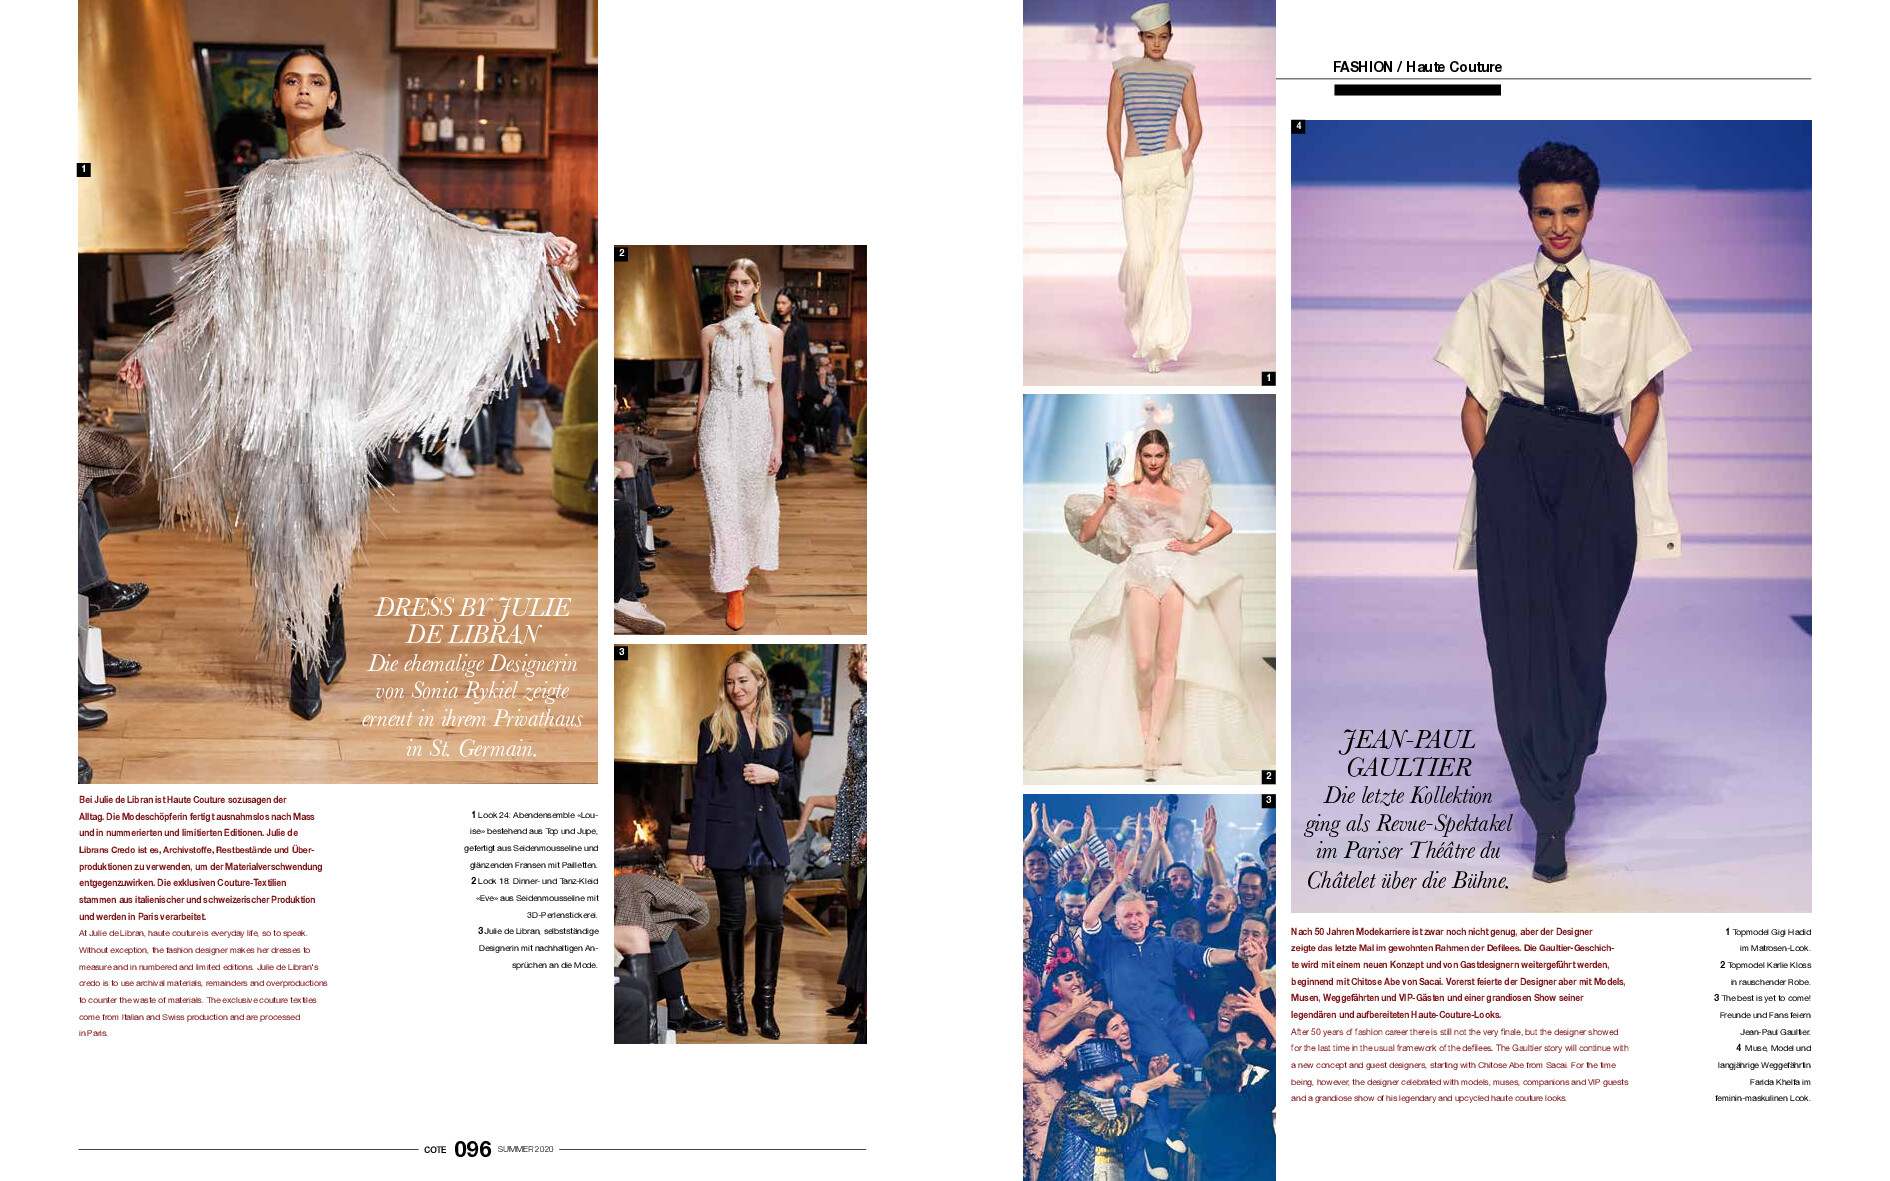 1
DRESS BY JULIE
DE LIBRAN
Die ehemalige Designerin
von Sonia Rykiel zeigte
erneut in ihrem Privathaus
in St. Germain.
2
3
Bei Julie de Libran ist Haute Couture sozusagen der
Alltag. Die Modeschöpferin fertigt ausnahmslos nach Mass
und in nummerierten und limitierten Editionen. Julie de
Librans Credo ist es, Archivstoffe, Restbestände und Über-
produktionen zu verwenden, um der Materialverschwendung
entgegenzuwirken. Die exklusiven Couture-Textilien
stammen aus italienischer und schweizerischer Produktion
und werden in Paris verarbeitet.
At Julie de Libran, haute couture is everyday life, so to speak.
Without exception, the fashion designer makes her dresses to
measure and in numbered and limited editions. Julie de Libran's
credo is to use archival materials, remainders and overproductions
to counter the waste of materials. The exclusive couture textiles
come from Italian and Swiss production and are processed
in Paris.
1 Look 24: Abendensemble «Lou-
ise» bestehend aus Top und Jupe,
gefertigt aus Seidenmousseline und
glänzenden Fransen mit Pailletten.
2 Look 18: Dinner- und Tanz-Kleid
«Eve» aus Seidenmousseline mit
3D-Perlenstickerei.
3 Julie de Libran, selbstständige
Designerin mit nachhaltigen An-
sprüchen an die Mode.
COTE 096 SUMMER 2020
FASHION / Haute Couture
1
2
3
4
JEAN-PAUL
GAULTIER
Die letzte Kollektion
ging als Revue-Spektakel
im Pariser Théâtre du
Châtelet über die Bühne.
Nach 50 Jahren Modekarriere ist zwar noch nicht genug, aber der Designer
zeigte das letzte Mal im gewohnten Rahmen der Defilees. Die Gaultier-Geschich-
te wird mit einem neuen Konzept und von Gastdesignern weitergeführt werden,
beginnend mit Chitose Abe von Sacai. Vorerst feierte der Designer aber mit Models,
Musen, Weggefährten und VIP-Gästen und einer grandiosen Show seiner
legendären und aufbereiteten Haute-Couture-Looks.
After 50 years of fashion career there is still not the very finale, but the designer showed
for the last time in the usual framework of the defilees. The Gaultier story will continue with
a new concept and guest designers, starting with Chitose Abe from Sacai. For the time
being, however, the designer celebrated with models, muses, companions and VIP guests
and a grandiose show of his legendary and upcycled haute couture looks.
1 Topmodel Gigi Hadid
im Matrosen-Look.
2 Topmodel Karlie Kloss
in rauschender Robe.
3 The best is yet to come!
Freunde und Fans feiern
Jean-Paul Gaultier.
4 Muse, Model und
langjährige Weggefährtin
Farida Khelfa im
feminin-maskulinen Look.